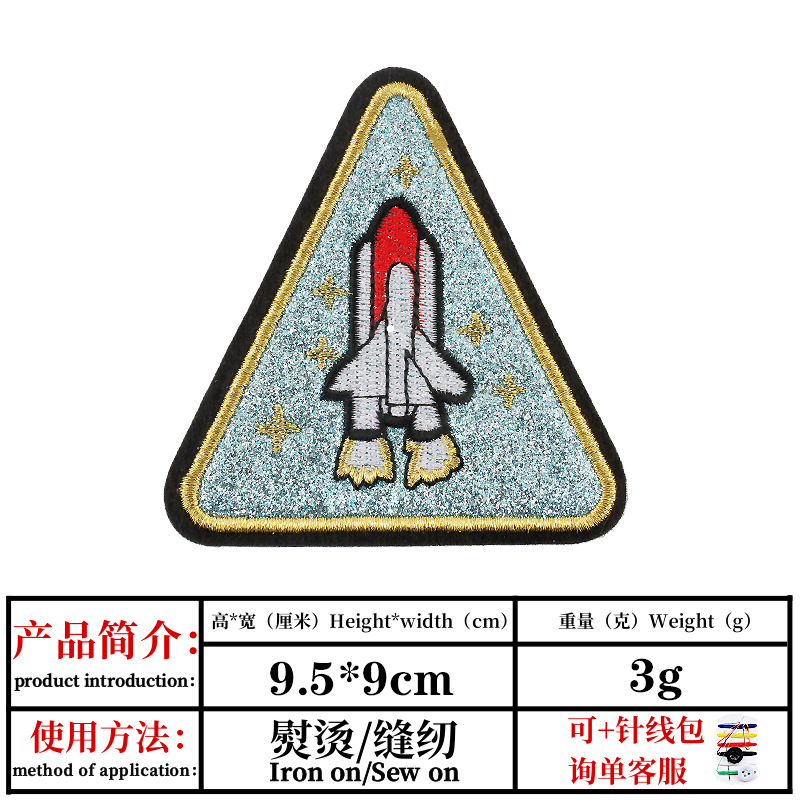 产品简介：
product introduction：
高*宽（厘米）Height*width（cm）
重量（克）Weight（g）
9.5*9cm
3g
使用方法：
method of application：
熨烫/缝纫
Iron on/Sew on
可+针线包
询单客服